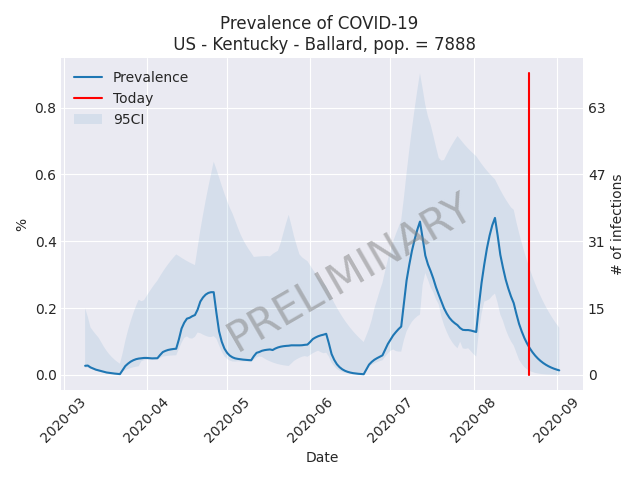 Prevalence of COVID-19
US - Kentucky - Ballard, pop. = 7888
Prevalence
Today
95CI
PRELIMINARY
%
0.8
0.6
0.4
0.2
0.0
63
47
31
15
0
# of infections
2020-03
2020-04
2020-05
2020-06
2020-07
2020-08
2020-09
Date